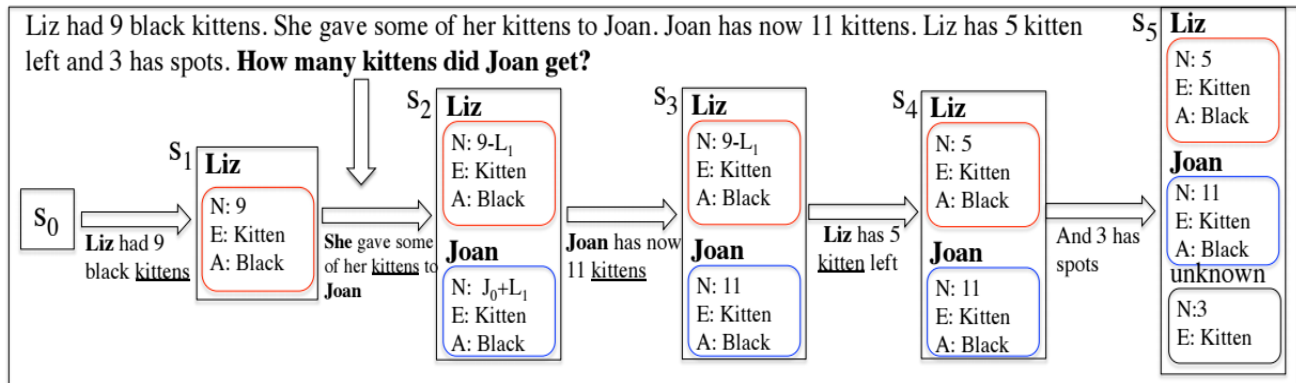 Liz had 9 black kittens. She gave some of her kittens to Joan. Joan has now 11 kittens. Liz has 5 kitten
left and 3 has spots. How many kittens did Joan get?
S0
Liz had 9
black kittens
S1
Liz
N: 9
E: Kitten
A: Black
She gave some
of her kittens to
Joan
S2
Liz
N: 9-L1
E: Kitten
A: Black
Joan
N: J0+L1
E: Kitten
A: Black
Joan has now
11 kittens
S3
Liz
N: 9-L1
E: Kitten
A: Black
Joan
N: 11
E: Kitten
A: Black
Liz has 5
kitten left
S4
Liz
N: 5
E: Kitten
A: Black
Joan
N: 11
E: Kitten
A: Black
And 3 has
spots
S5
Liz
N: 5
E: Kitten
A: Black
Joan
N: 11
E: Kitten
A: Black
unknown
N:3
E: Kitten